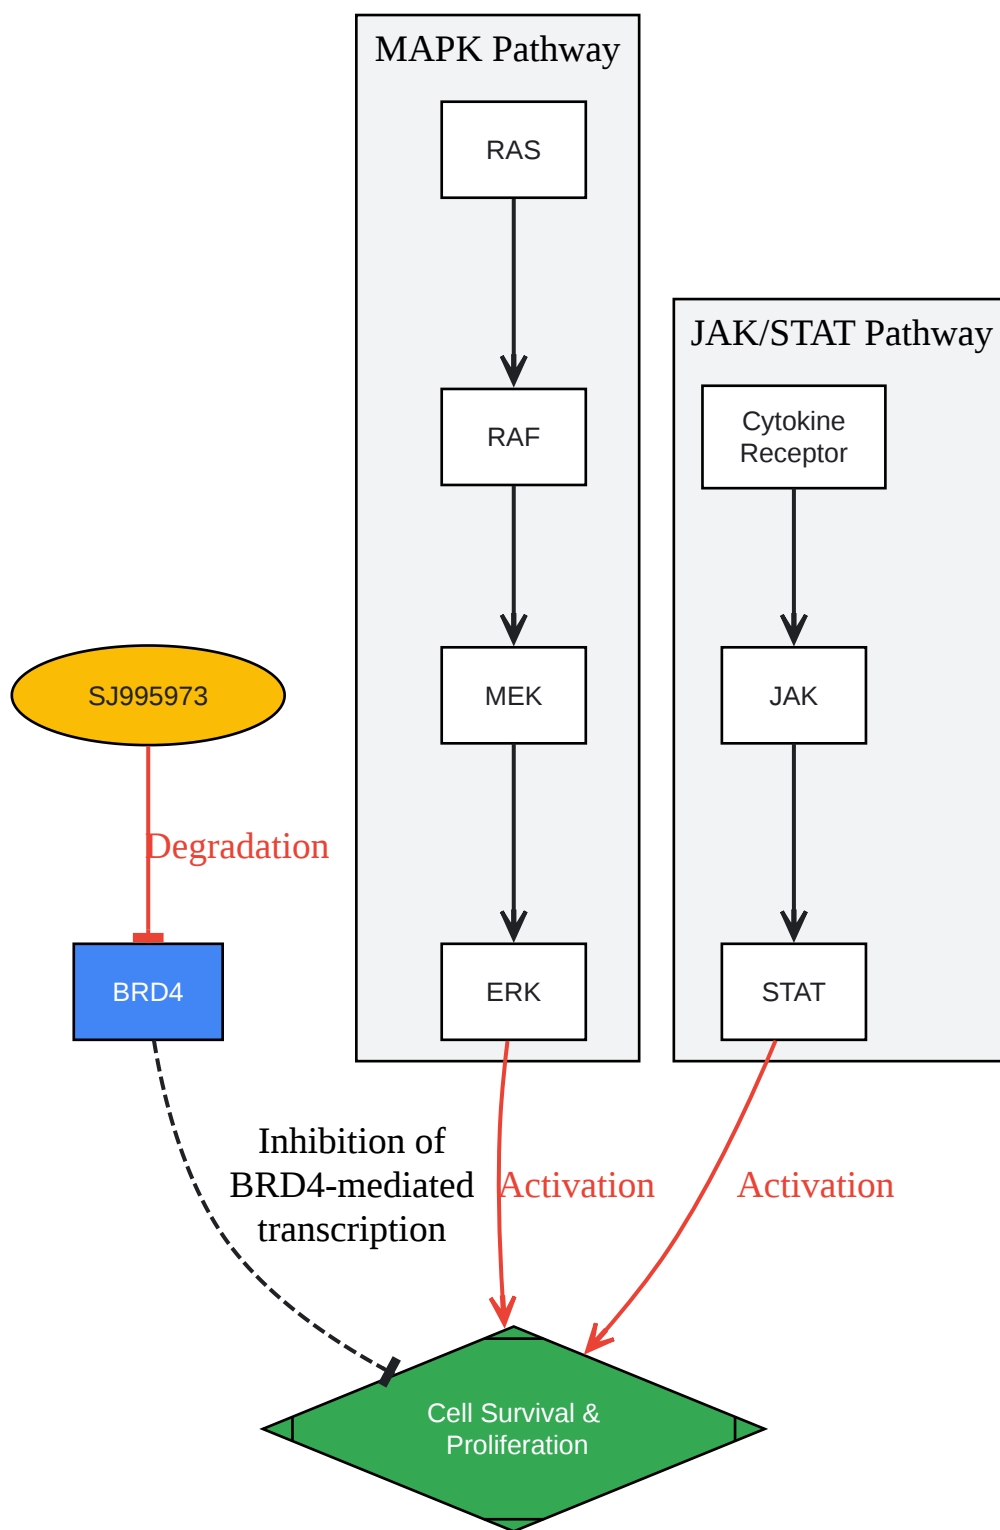 MAPK Pathway
RAS
RAF
MEK
ERK
JAK/STAT Pathway
Cytokine
Receptor
JAK
STAT
SJ995973
Degradation
BRD4
Inhibition of
BRD4-mediated
transcription
Activation
Activation
Cell Survival &
Proliferation